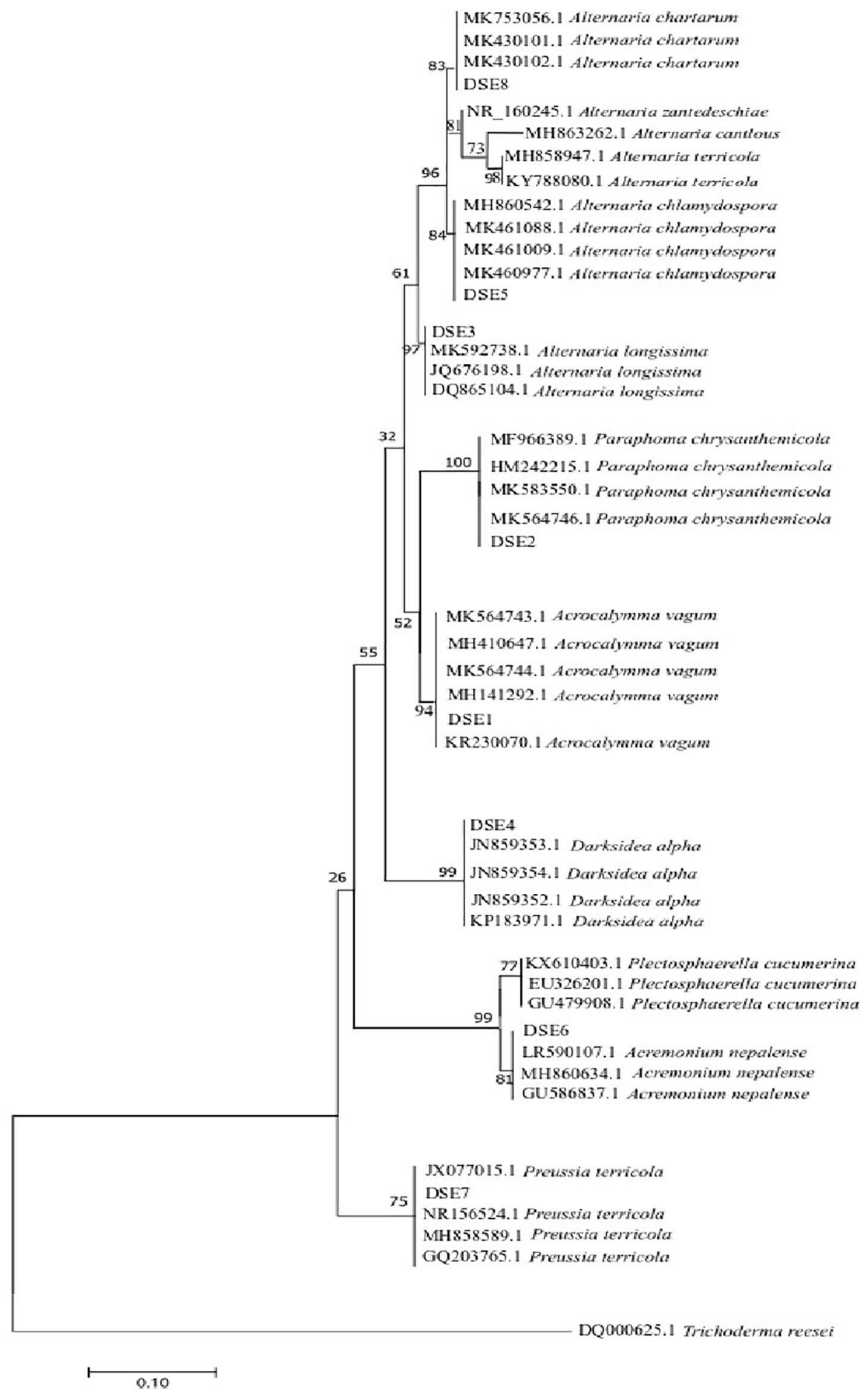 MK753056.1 Alternaria chartarum
MK430101.1 Alternaria chartarum
MK430102.1 Alternaria chartarum
83
DSE8
NR_160245.1 Alternaria zantedeschiae
81
MH863262.1 Alternaria cantlous
73
MH858947.1 Alternaria terricola
98
KY788080.1 Alternaria terricola
96
MH860542.1 Alternaria chlamydospora
MK461088.1 Alternaria chlamydospora
84
MK461009.1 Alternaria chlamydospora
MK460977.1 Alternaria chlamydospora
61
DSE5
DSE3
97
MK592738.1 Alternaria longissima
JQ676198.1 Alternaria longissima
DQ865104.1 Alternaria longissima
32
MF966389.1 Paraphoma chrysanthemicola
100
HM242215.1 Paraphoma chrysanthemicola
MK583550.1 Paraphoma chrysanthemicola
MK564746.1 Paraphoma chrysanthemicola
DSE2
52
MK564743.1 Acrocalymma vagum
55
MH410647.1 Acrocalymma vagum
MK564744.1 Acrocalymma vagum
MH141292.1 Acrocalymma vagum
94
DSE1
KR230070.1 Acrocalymma vagum
DSE4
JN859353.1 Darksidea alpha
26
99
JN859354.1 Darksidea alpha
JN859352.1 Darksidea alpha
KP183971.1 Darksidea alpha
77
KX610403.1 Plectosphaerella cucumerina
EU326201.1 Plectosphaerella cucumerina
GU479908.1 Plectosphaerella cucumerina
99
DSE6
LR590107.1 Acremonium nepalense
81
MH860634.1 Acremonium nepalense
GU586837.1 Acremonium nepalense
JX077015.1 Preussia terricola
75
DSE7
NR156524.1 Preussia terricola
MH858589.1 Preussia terricola
GQ203765.1 Preussia terricola
DQ000625.1 Trichoderma reesei
0.10